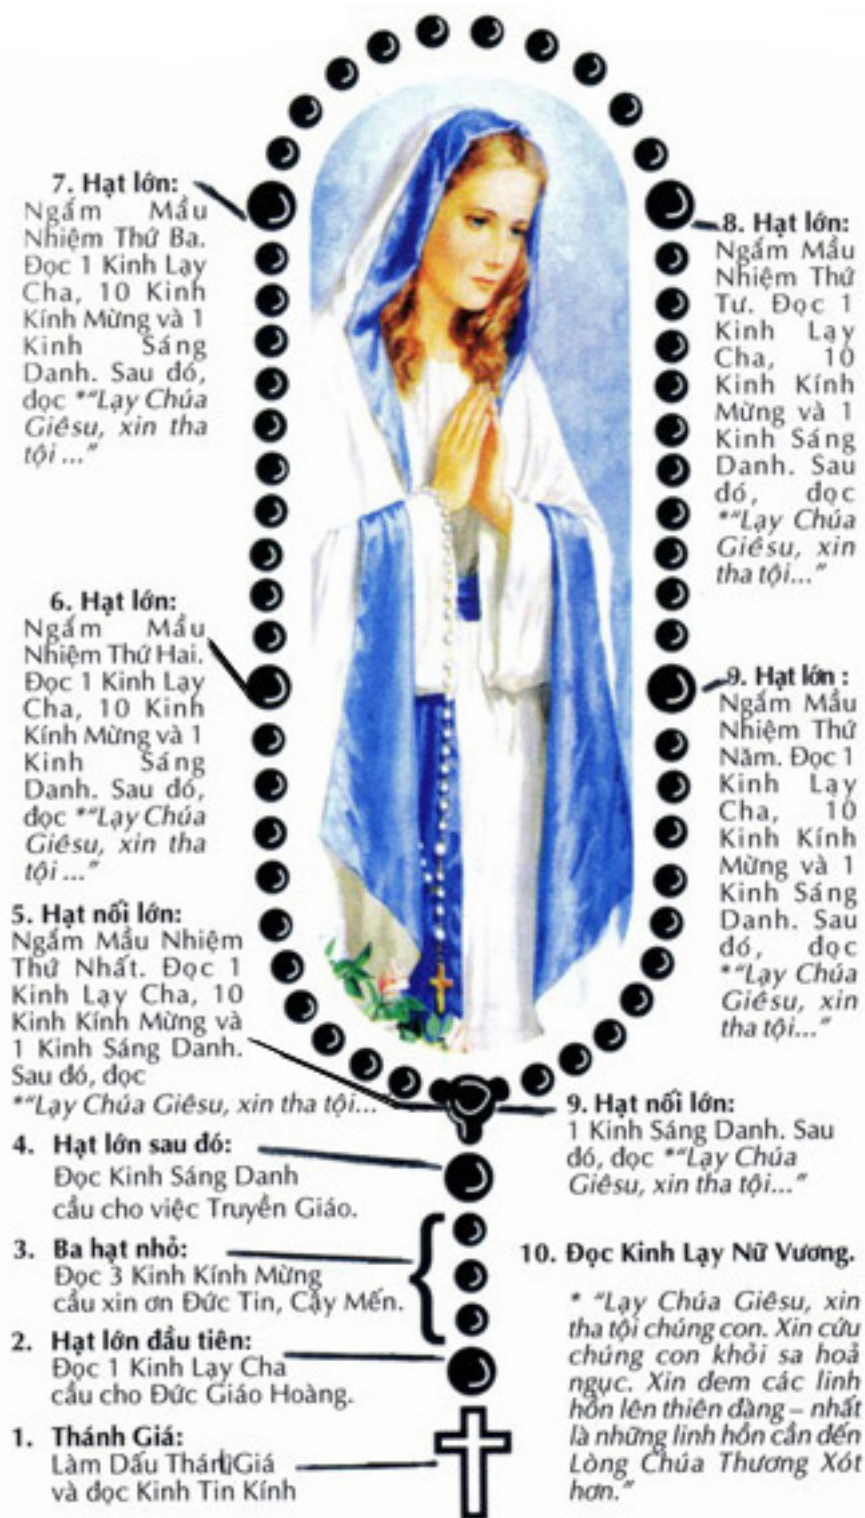 7. Hạt lớn:
Ngắm Mầu
Nhiệm Thứ Ba.
Đọc 1 Kinh Lạy
Cha, 10 Kinh
Kính Mừng và 1
Kinh Sáng
Danh. Sau đó,
đọc *“Lạy Chúa
Giêsu, xin tha
tội ...”
8. Hạt lớn:
Ngắm Mầu
Nhiệm Thứ
Tư. Đọc 1
Kinh Lạy
Cha, 10
Kinh Kính
Mừng và 1
Kinh Sáng
Danh. Sau
đó, đọc
*“Lạy Chúa
Giêsu, xin
tha tội...”
6. Hạt lớn:
Ngắm Mầu
Nhiệm Thứ Hai.
Đọc 1 Kinh Lạy
Cha, 10 Kinh
Kính Mừng và 1
Kinh Sáng
Danh. Sau đó,
đọc *“Lạy Chúa
Giêsu, xin tha
tội ...”
9. Hạt lớn :
Ngắm Mầu
Nhiệm Thứ
Năm. Đọc 1
Kinh Lạy
Cha, 10
Kinh Kính
Mừng và 1
Kinh Sáng
Danh. Sau
đó, đọc
*“Lạy Chúa
Giêsu, xin
tha tội...”
5. Hạt nối lớn:
Ngắm Mầu Nhiệm
Thứ Nhất. Đọc 1
Kinh Lạy Cha, 10
Kinh Kính Mừng và
1 Kinh Sáng Danh.
Sau đó, đọc
*“Lạy Chúa Giêsu, xin tha tội...
9. Hạt nối lớn:
1 Kinh Sáng Danh. Sau
đó, đọc *“Lạy Chúa
Giêsu, xin tha tội...”
4. Hạt lớn sau đó:
Đọc Kinh Sáng Danh
cầu cho việc Truyền Giáo.
3. Ba hạt nhỏ:
Đọc 3 Kinh Kính Mừng
cầu xin ơn Đức Tin, Cậy Mến.
2. Hạt lớn đầu tiên:
Đọc 1 Kinh Lạy Cha
cầu cho Đức Giáo Hoàng.
1. Thánh Giá:
Làm Dấu Thánh Giá
và đọc Kinh Tin Kính
10. Đọc Kinh Lạy Nữ Vương.
* “Lạy Chúa Giêsu, xin
tha tội chúng con. Xin cứu
chúng con khỏi sa hoả
ngục. Xin đem các linh
hồn lên thiên đàng – nhất
là những linh hồn cần đến
Lòng Chúa Thương Xót
hơn.”